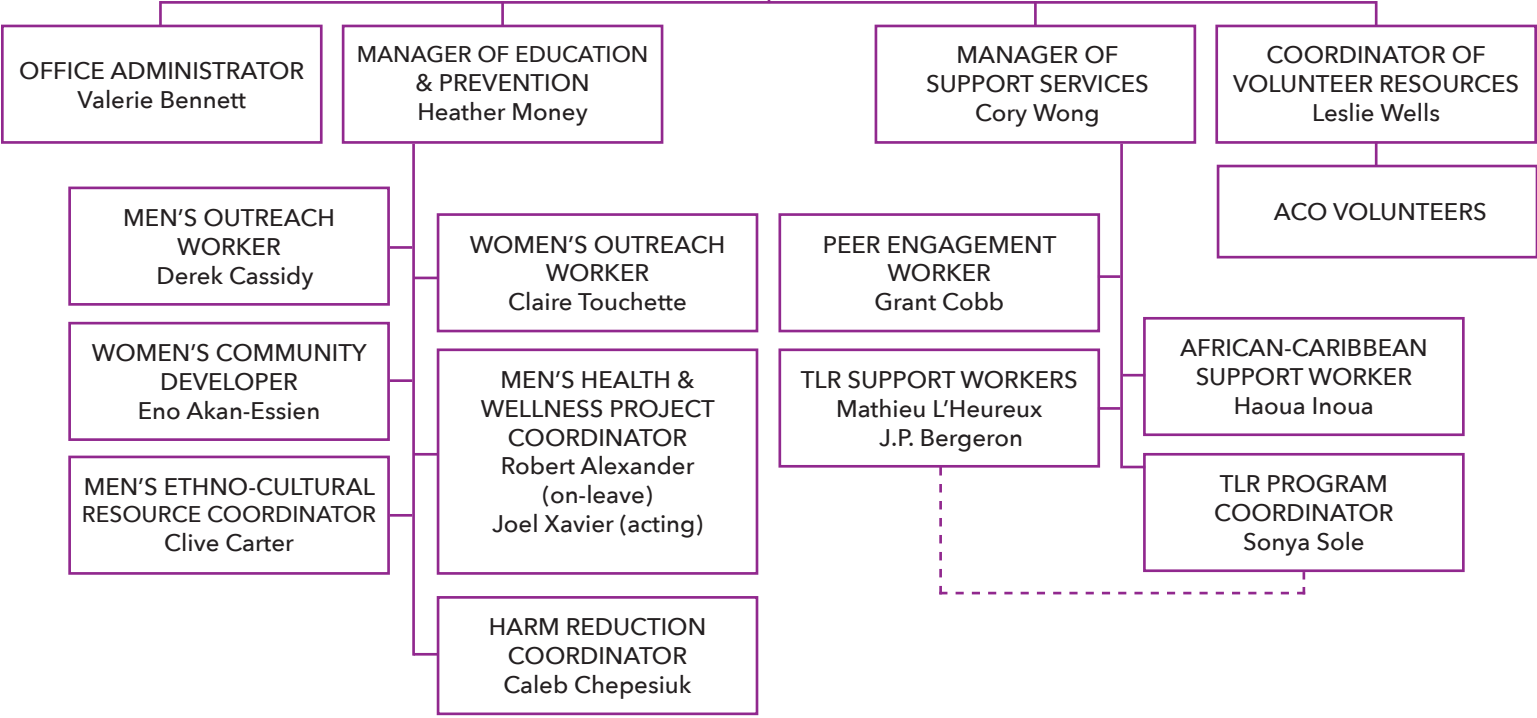 OFFICE ADMINISTRATOR
Valerie Bennett
MANAGER OF EDUCATION
& PREVENTION
Heather Money
MANAGER OF
SUPPORT SERVICES
Cory Wong
COORDINATOR OF
VOLUNTEER RESOURCES
Leslie Wells
MEN’S OUTREACH
WORKER
Derek Cassidy
WOMEN’S OUTREACH
WORKER
Claire Touchette
WOMEN’S COMMUNITY
DEVELOPER
Eno Akan-Essien
MEN’S HEALTH &
WELLNESS PROJECT
COORDINATOR
Robert Alexander
(on-leave)
Joel Xavier (acting)
MEN’S ETHNO-CULTURAL
RESOURCE COORDINATOR
Clive Carter
HARM REDUCTION
COORDINATOR
Caleb Chepesiuk
PEER ENGAGEMENT
WORKER
Grant Cobb
TLR SUPPORT WORKERS
Mathieu L’Heureux
J.P. Bergeron
AFRICAN-CARIBBEAN
SUPPORT WORKER
Haoua Inoua
TLR PROGRAM
COORDINATOR
Sonya Sole
ACO VOLUNTEERS